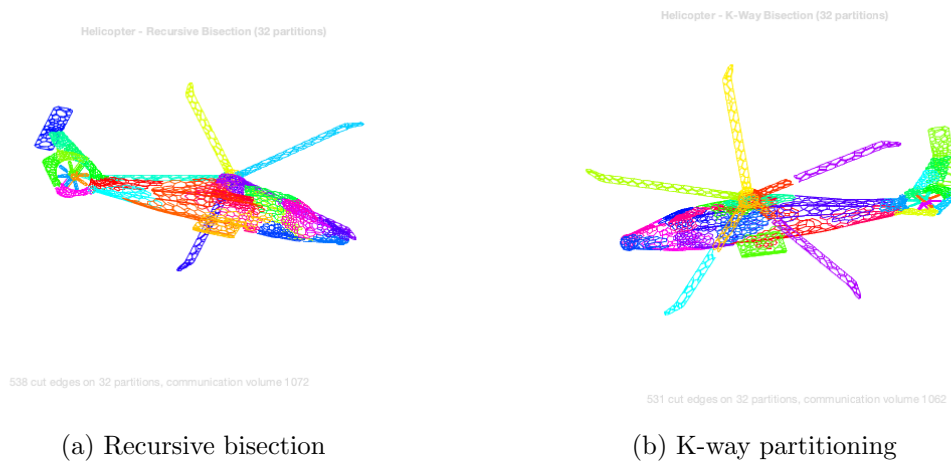 Helicopter - Recursive Bisection (32 partitions)
Helicopter - K-Way Bisection (32 partitions)
538 cut edges on 32 partitions, communication volume 1072
531 cut edges on 32 partitions, communication volume 1062
(a) Recursive bisection
(b) K-way partitioning